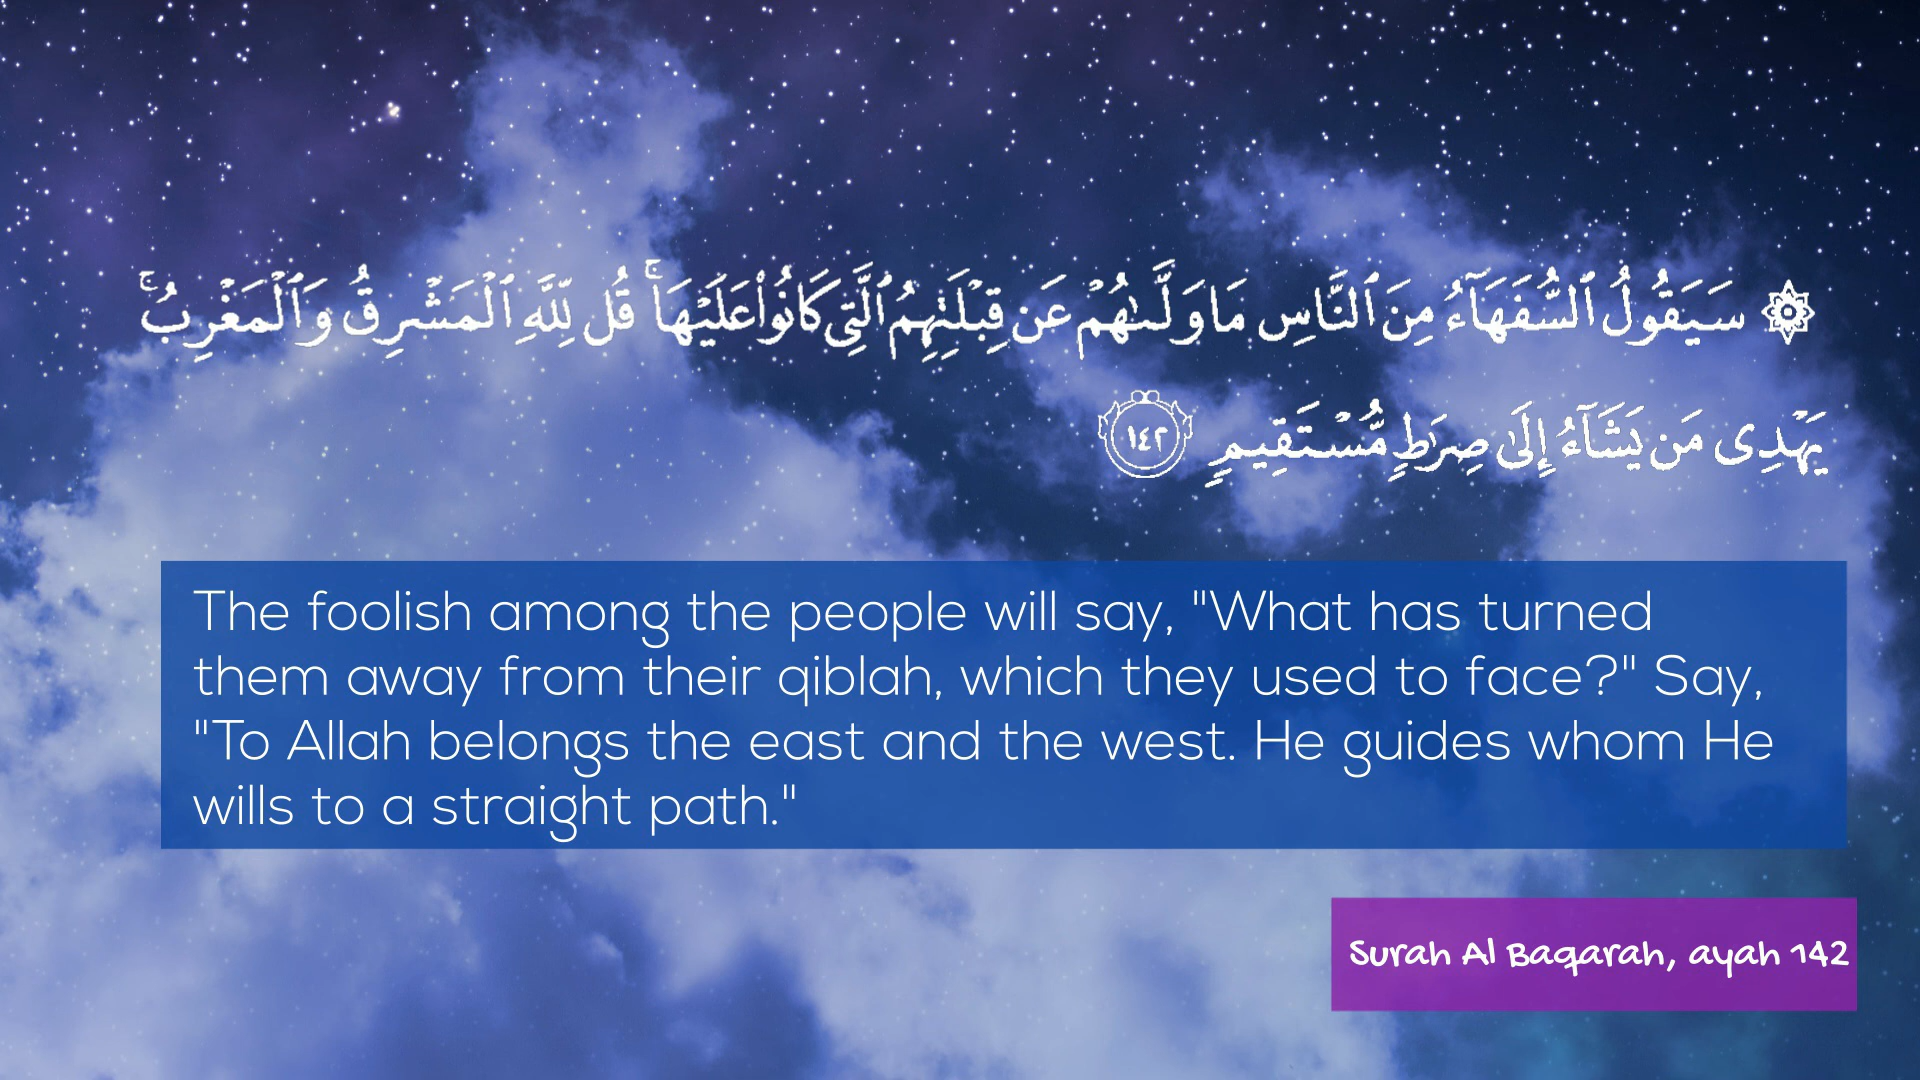 ۞ سَيَقُولُ ٱلسُّفَهَآءُ مِنَ ٱلنَّاسِ مَا وَلَّىٰهُمْ عَن قِبْلَتِهِمُ ٱلَّتِى كَانُوا۟ عَلَيْهَا ۚ قُل لِّلَّهِ ٱلْمَشْرِقُ وَٱلْمَغْرِبُ ۚ
يَهْدِى مَن يَشَآءُ إِلَىٰ صِرَٰطٍ مُّسْتَقِيمٍ ١٤٢
The foolish among the people will say, "What has turned
them away from their qiblah, which they used to face?" Say,
"To Allah belongs the east and the west. He guides whom He
wills to a straight path."
Surah Al Baqarah, ayah 142